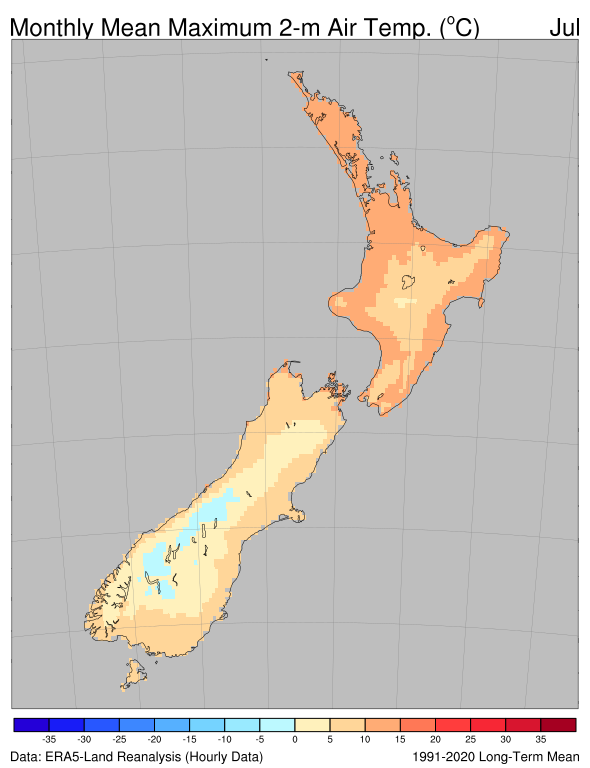 Monthly Mean Maximum 2-m Air Temp. (°C) Jul
-35 -30 -25 -20 -15 -10 -5 0 5 10 15 20 25 30 35
Data: ERA5-Land Reanalysis (Hourly Data) 1991-2020 Long-Term Mean